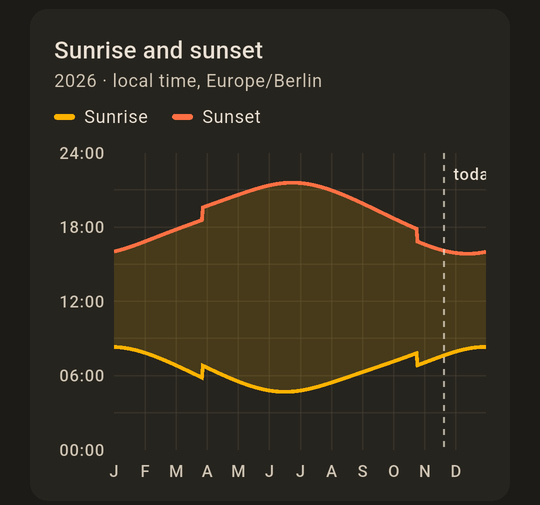 Sunrise and sunset
2026 · local time, Europe/Berlin
Sunrise Sunset
24:00
toda
18:00
12:00
06:00
00:00
J F M A M J J A S O N D